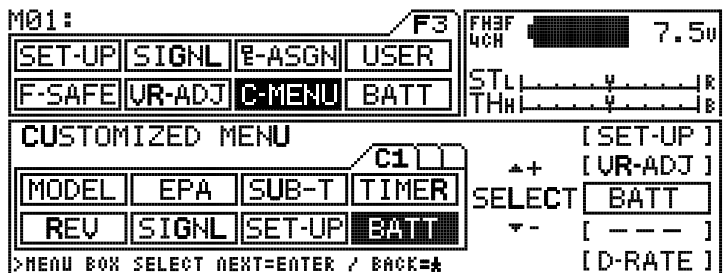 M01:
F3
SET-UP SIGNL -ASGN USER
F-SAFE VR-ADJ C-MENU BATT
FH3F
4CH
7.5v
STL L R
THH F B
CUSTOMIZED MENU
C1
MODEL EPA SUB-T TIMER
REV SIGNL SET-UP BATT
>MENU BOX SELECT NEXT=ENTER / BACK=
+
SELECT
-
[ SET-UP ]
[ VR-ADJ ]
BATT
[ --- ]
[ D-RATE ]